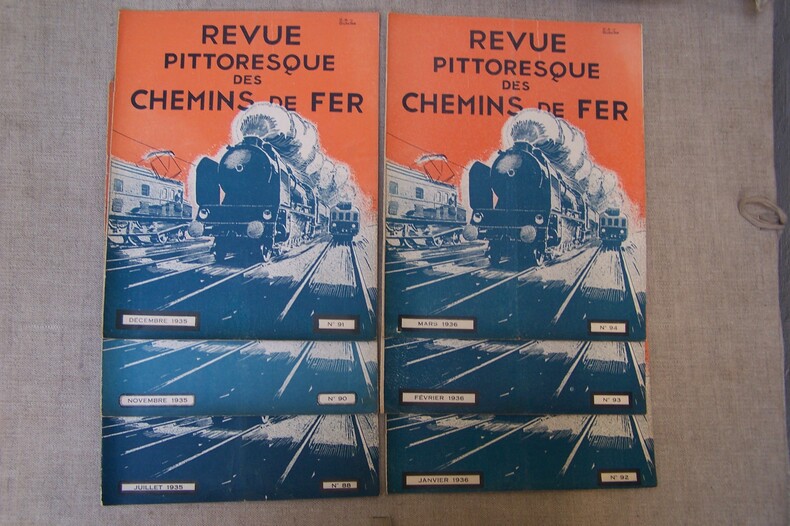 REVUE
PITTORESQUE
DES
CHEMINS DE FER
DÉCEMBRE 1935
N° 91
NOVEMBRE 1935
N° 90
JUILLET 1935
N° 88
REVUE
PITTORESQUE
DES
CHEMINS DE FER
MARS 1936
N° 94
FÉVRIER 1936
N° 93
JANVIER 1936
N° 92